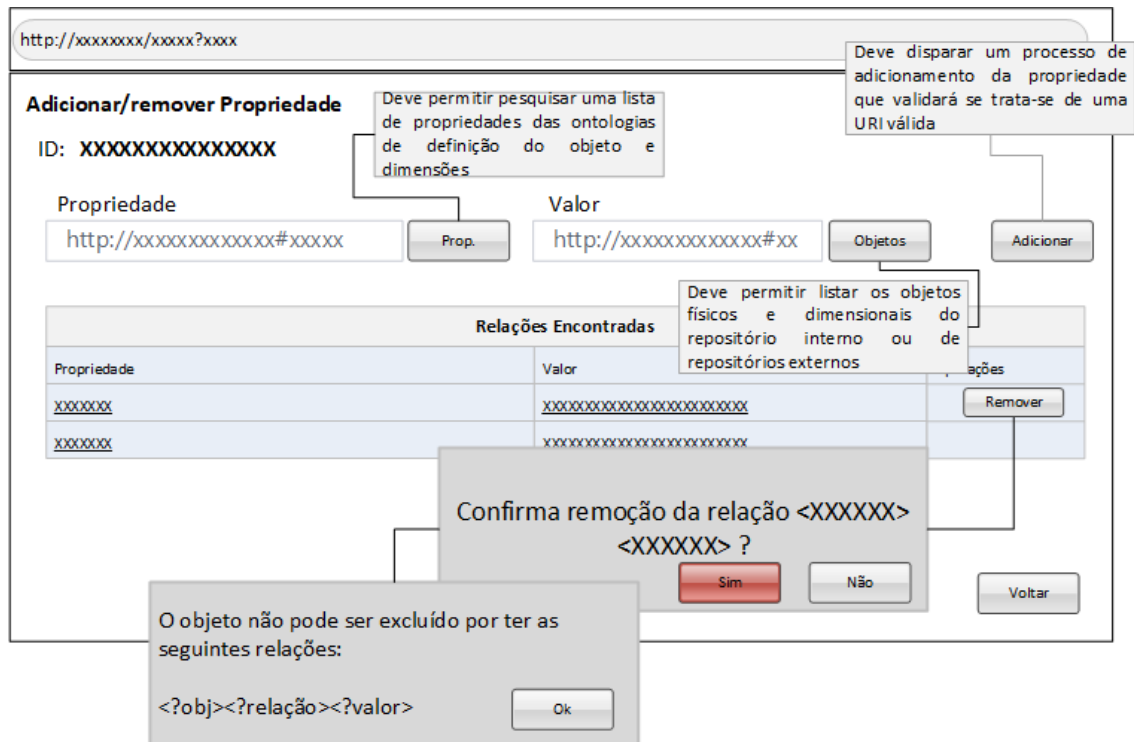 http://xxxxxxxx/xxxxx?xxxx
Deve disparar um processo de
adicionamento da propriedade
que validará se trata-se de uma
URI válida
Adicionar/remover Propriedade
Deve permitir pesquisar uma lista
de propriedades das ontologias
de definição do objeto e
dimensões
ID: XXXXXXXXXXXXXXX
Propriedade
Valor
http://xxxxxxxxxxxxx#xxxxx
Prop.
http://xxxxxxxxxxxxx#xx
Objetos
Adicionar
Deve permitir listar os objetos
físicos e dimensionais do
repositório interno ou de
repositórios externos
Relações Encontradas
Propriedade
Valor
ações
XXXXXXX
XXXXXXXXXXXXXXXXXXXXXXXXX
Remover
XXXXXXX
XXXXXXXXXXXXXXXXXXXXXXXXX
Confirma remoção da relação <XXXXXX>
<XXXXXX> ?
Sim
Não
Voltar
O objeto não pode ser excluído por ter as
seguintes relações:
<?obj><?relação><?valor>
Ok